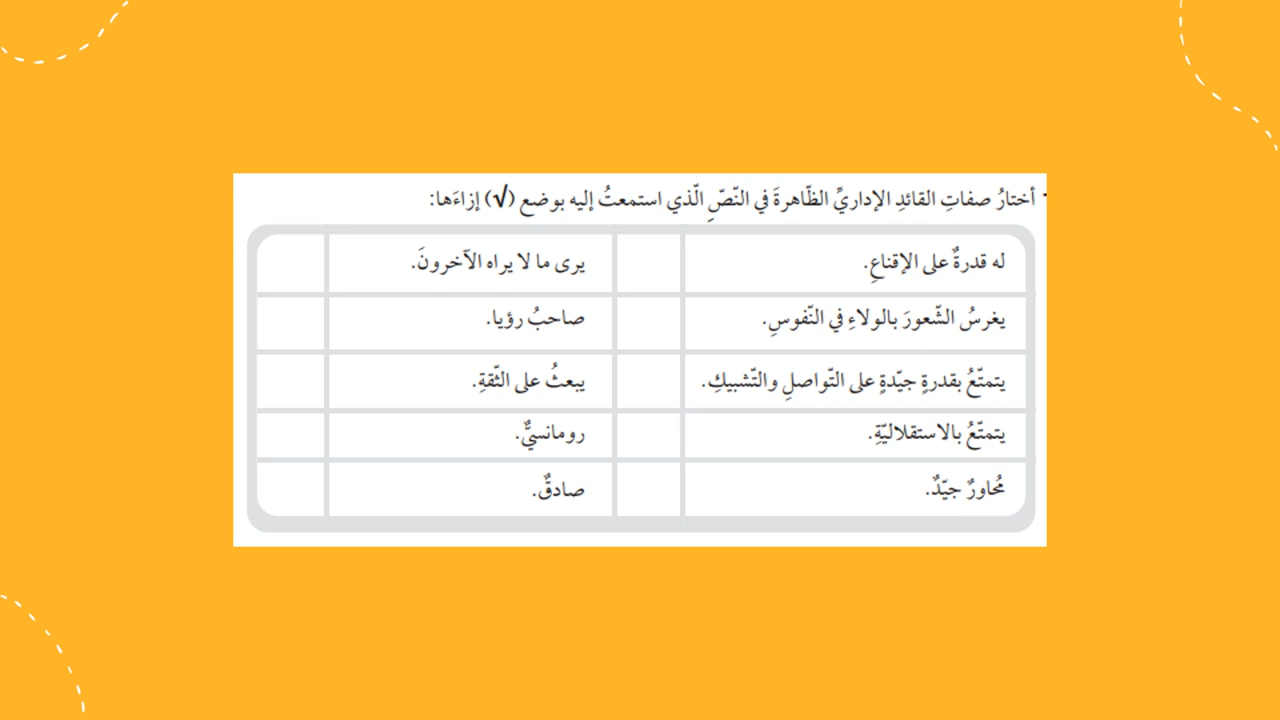 أختارُ صفاتِ القائدِ الإداريِّ الظّاهرةَ في النّصِّ الّذي استمعتُ إليه بوضع (√) إزاءَها:
له قدرةٌ على الإقناعِ. يرى ما لا يراه الآخرونَ.
يغرسُ الشّعورَ بالولاءِ في النّفوسِ. صاحبُ رؤيا.
يتمتّعُ بقدرةٍ جيّدةٍ على التّواصلِ والتّشبيكِ. يبعثُ على الثّقةِ.
يتمتّعُ بالاستقلاليّةِ. رومانسيٌّ.
مُحاورٌ جيّدٌ. صادقٌ.